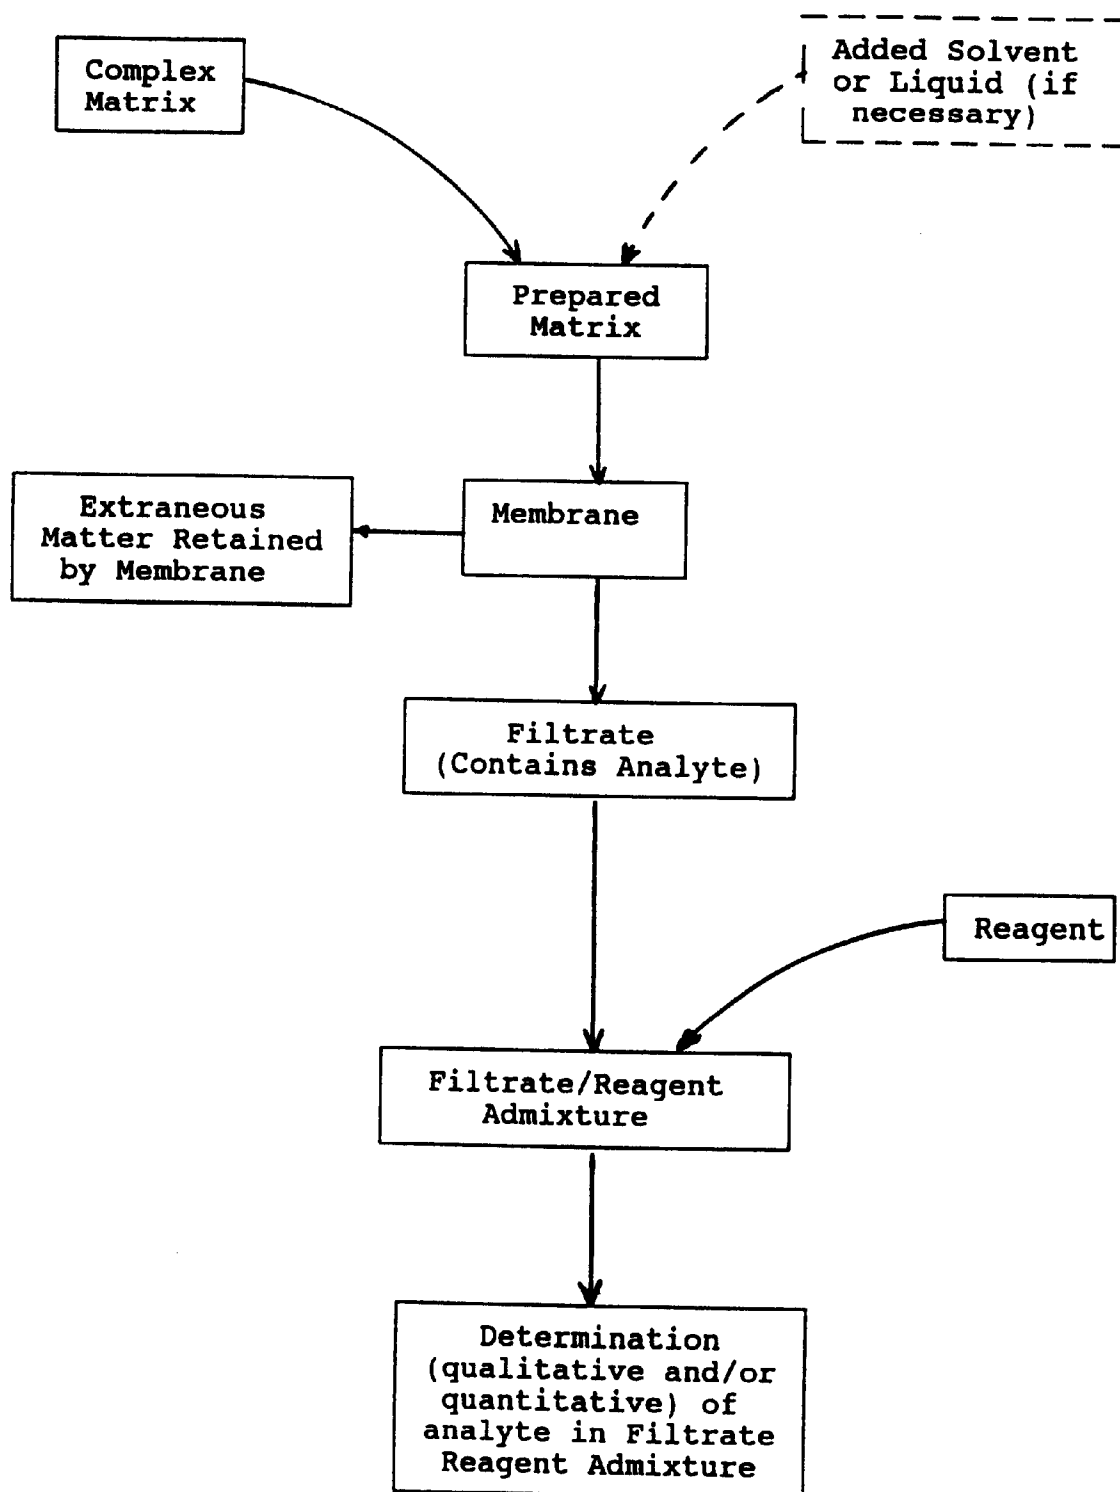 Complex
Matrix
Added Solvent
or Liquid (if
necessary)
Prepared
Matrix
Extraneous
Matter Retained
by Membrane
Membrane
Filtrate
(Contains Analyte)
Reagent
Filtrate/Reagent
Admixture
Determination
(qualitative and/or
quantitative) of
analyte in Filtrate
Reagent Admixture